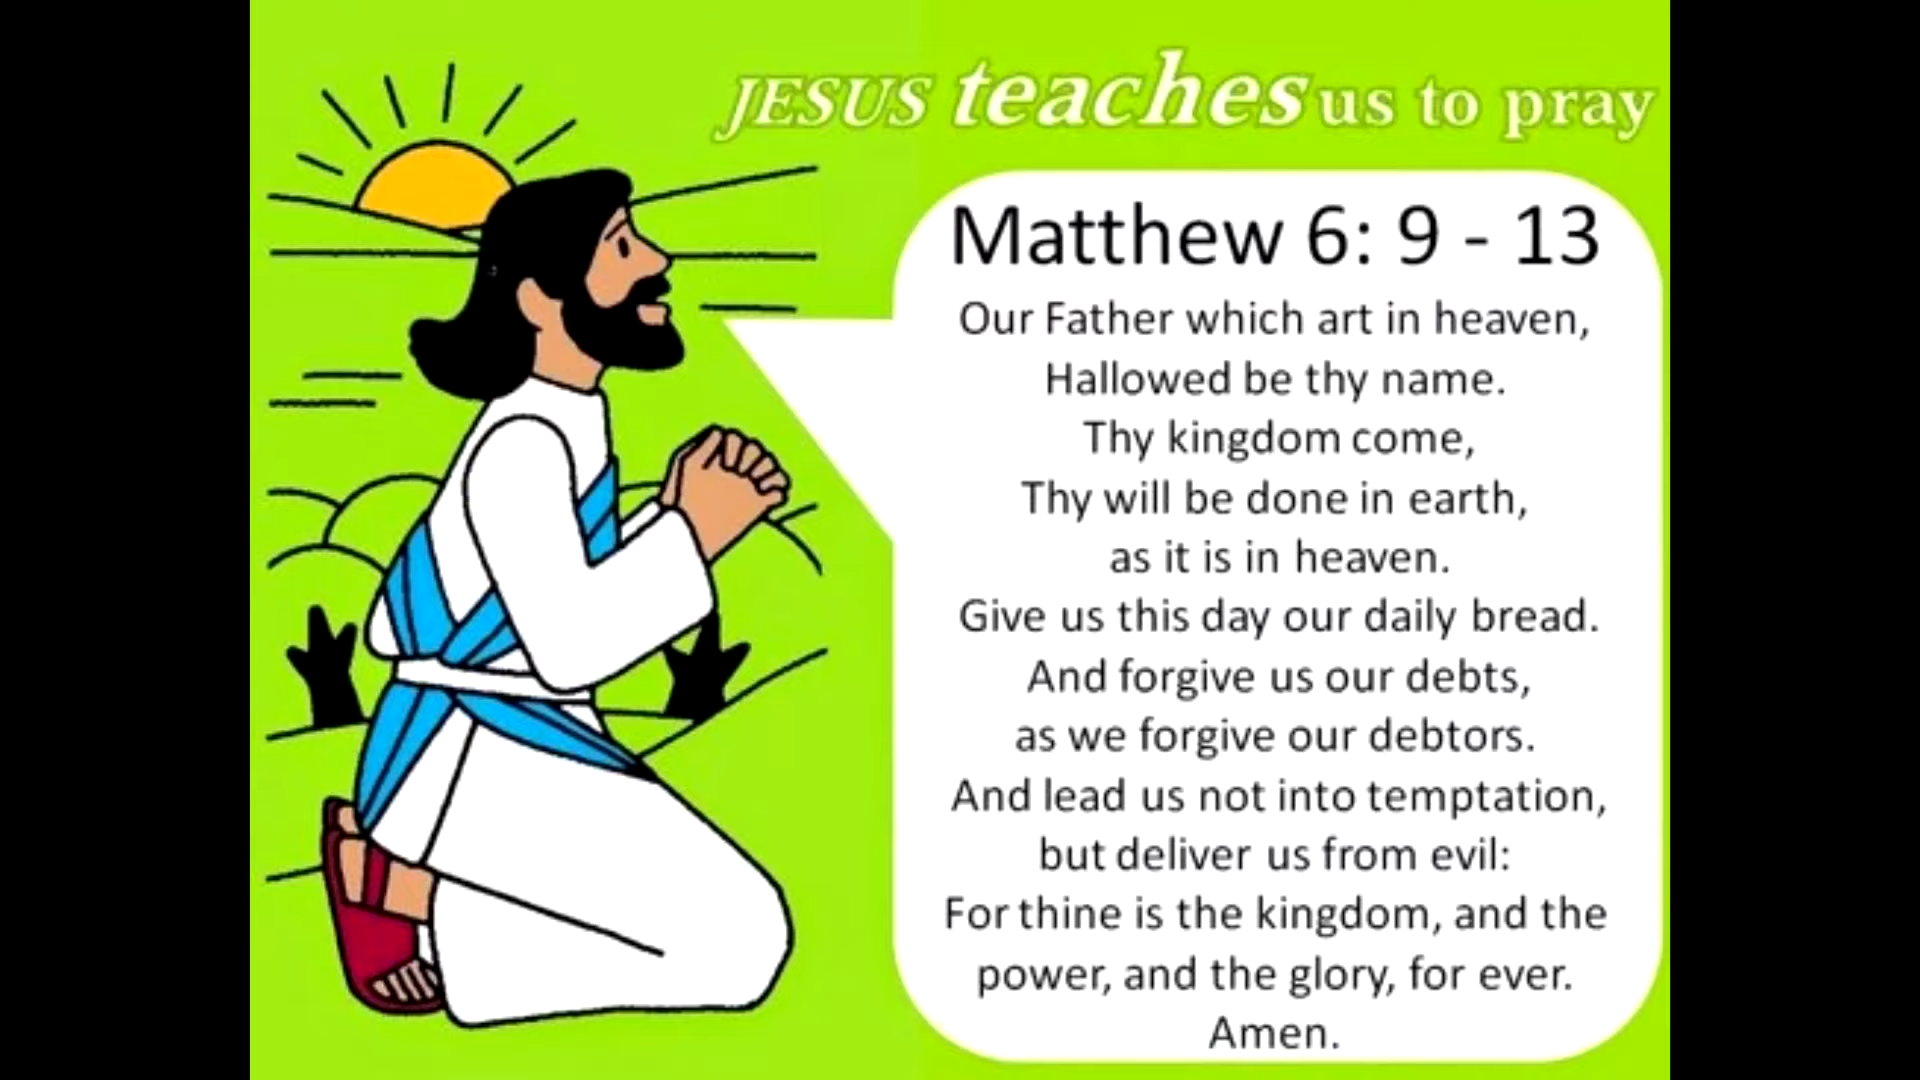 JESUS teaches us to pray
Matthew 6: 9 - 13
Our Father which art in heaven,
Hallowed be thy name.
Thy kingdom come,
Thy will be done in earth,
as it is in heaven.
Give us this day our daily bread.
And forgive us our debts,
as we forgive our debtors.
And lead us not into temptation,
but deliver us from evil:
For thine is the kingdom, and the
power, and the glory, for ever.
Amen.